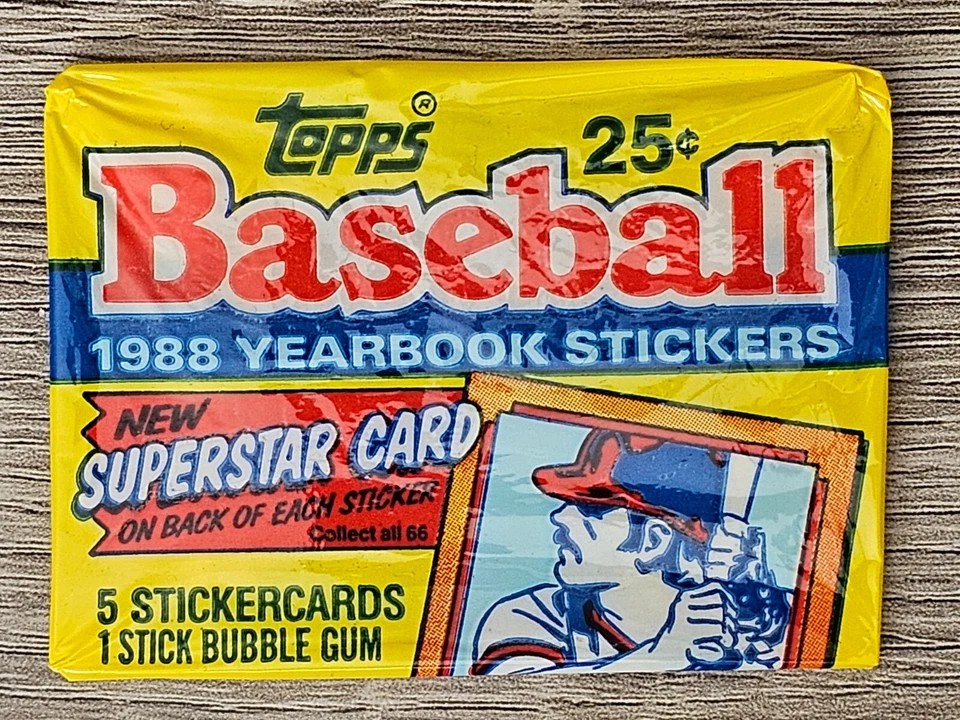 topps® 25¢
Baseball
1988 YEARBOOK STICKERS
NEW
SUPERSTAR CARD
ON BACK OF EACH STICKER
Collect all 66
5 STICKERCARDS
1 STICK BUBBLE GUM